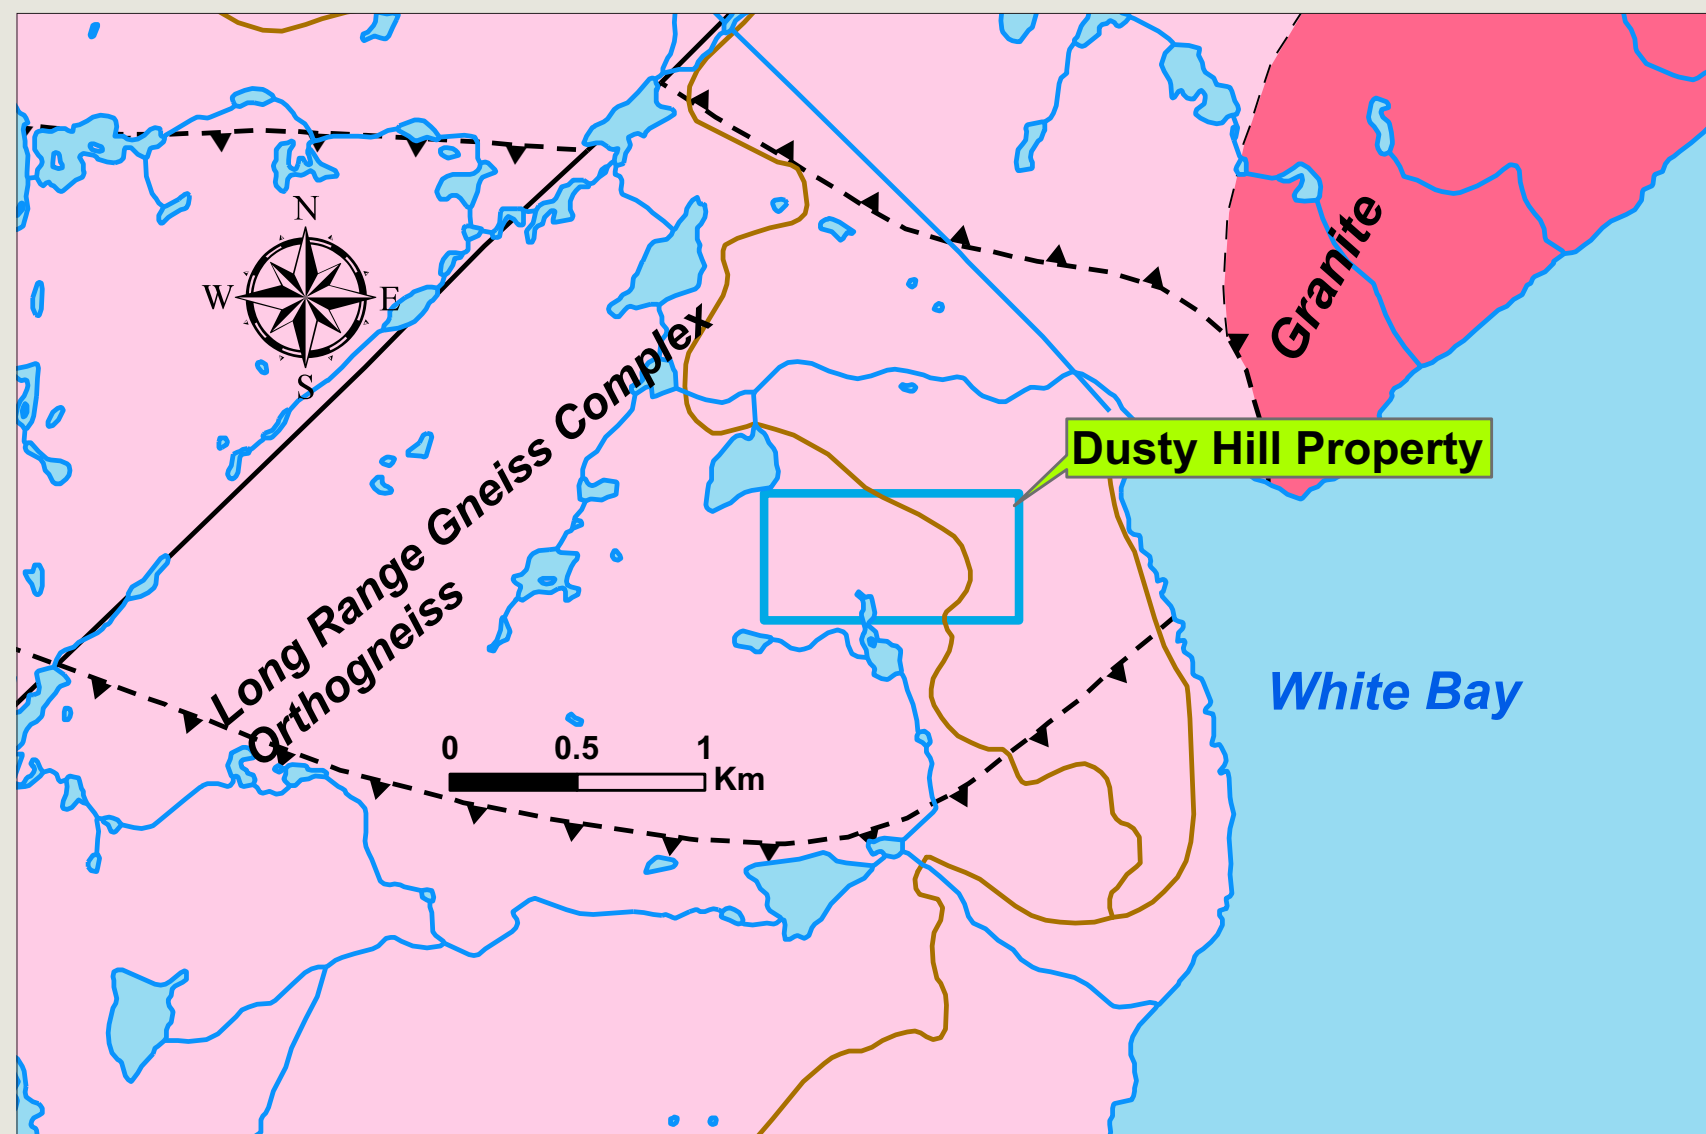 N
W
E
S
Granite
Long Range Gneiss Complex
Orthogneiss
Dusty Hill Property
White Bay
0 0.5 1
Km